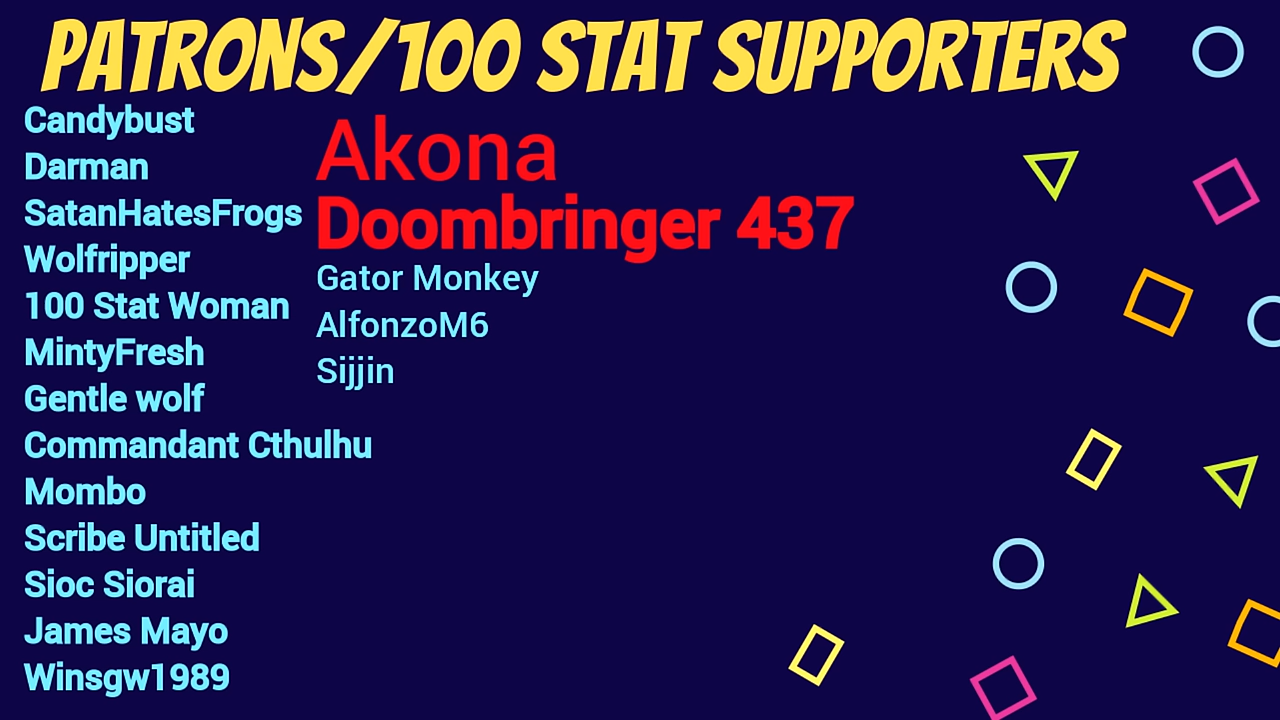 PATRONS/100 STAT SUPPORTERS
Candybust
Darman
SatanHatesFrogs
Wolfripper
100 Stat Woman
MintyFresh
Gentle wolf
Commandant Cthulhu
Mombo
Scribe Untitled
Sioc Siorai
James Mayo
Winsgw1989
Akona
Doombringer 437
Gator Monkey
AlfonzoM6
Sijjin